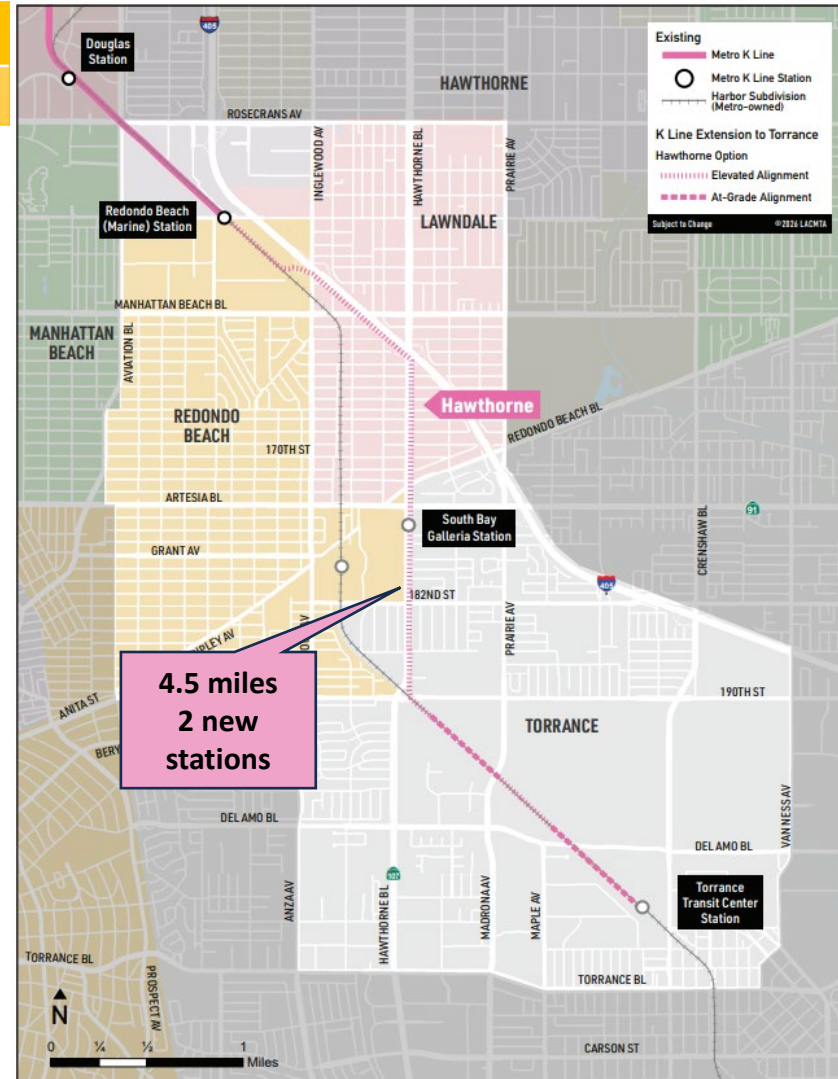 405
Douglas
Station
HAWTHORNE
ROSECRANS AV
INGLEWOOD AV
HAWTHORNE BL
PRAIRIE AV
Existing
Metro K Line
Metro K Line Station
Harbor Subdivision
(Metro-owned)
K Line Extension to Torrance
Hawthorne Option
Elevated Alignment
At-Grade Alignment
Subject to Change
©2026 LACMTA
Redondo Beach
(Marine) Station
LAWNDALE
MANHATTAN BEACH BL
MANHATTAN
BEACH
AVIATION BL
Hawthorne
REDONDO
BEACH
REDONDO BEACH BL
170TH ST
ARTESIA BL
South Bay
Galleria Station
91
CRENSHAW BL
GRANT AV
405
182ND ST
PRAIRIE AV
4.5 miles
2 new
stations
ANITA ST
190TH ST
TORRANCE
DEL AMO BL
DEL AMO BL
VAN NESS AV
ANZA AV
107
HAWTHORNE BL
MADRONA AV
MAPLE AV
Torrance
Transit Center
Station
TORRANCE BL
PROSPECT AV
TORRANCE BL
N
0 ¼ ½ 1
Miles
CARSON ST